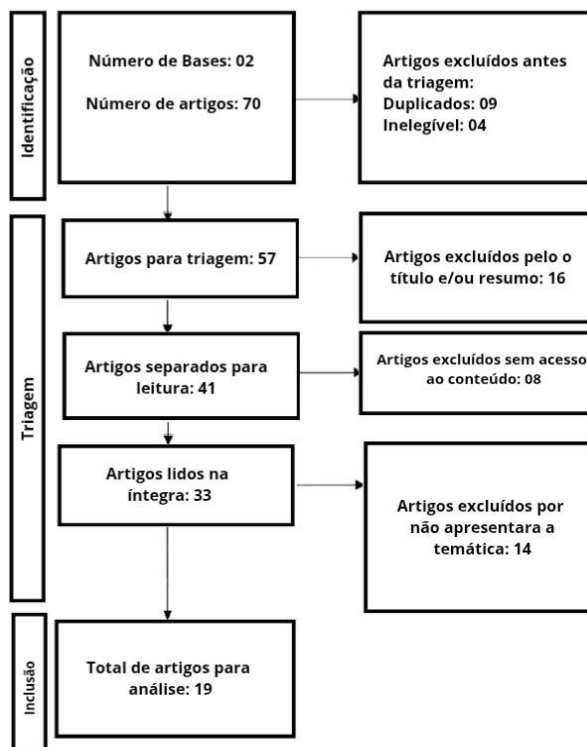 Identificação
Número de Bases: 02
Número de artigos: 70
Artigos excluídos antes
da triagem:
Duplicados: 09
Inelegível: 04
Triagem
Artigos para triagem: 57
Artigos excluídos pelo o
título e/ou resumo: 16
Artigos separados para
leitura: 41
Artigos excluídos sem acesso
ao conteúdo: 08
Artigos lidos na
íntegra: 33
Artigos excluídos por
não apresentara a
temática: 14
Inclusão
Total de artigos para
análise: 19